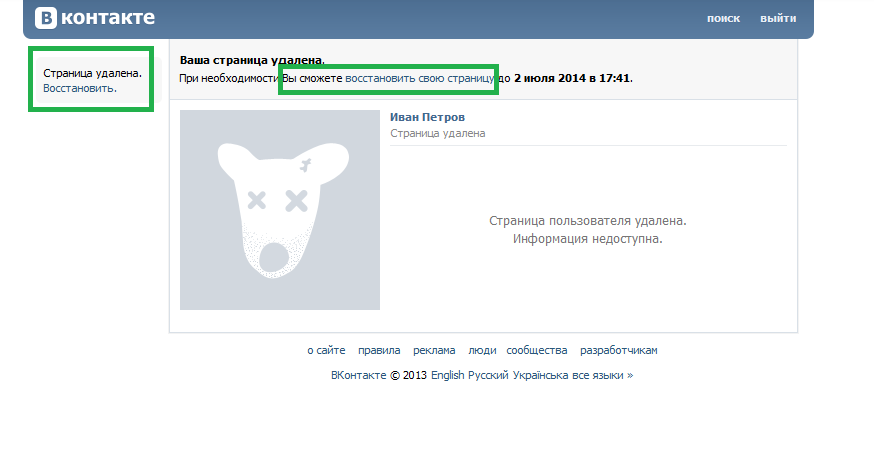 В контакте
поиск выйти
Страница удалена.
Восстановить.
Ваша страница удалена.
При необходимости Вы сможете восстановить свою страницу до 2 июля 2014 в 17:41.
Иван Петров
Страница удалена
Страница пользователя удалена.
Информация недоступна.
о сайте правила реклама люди сообщества разработчикам
ВКонтакте © 2013 English Русский Українська все языки »